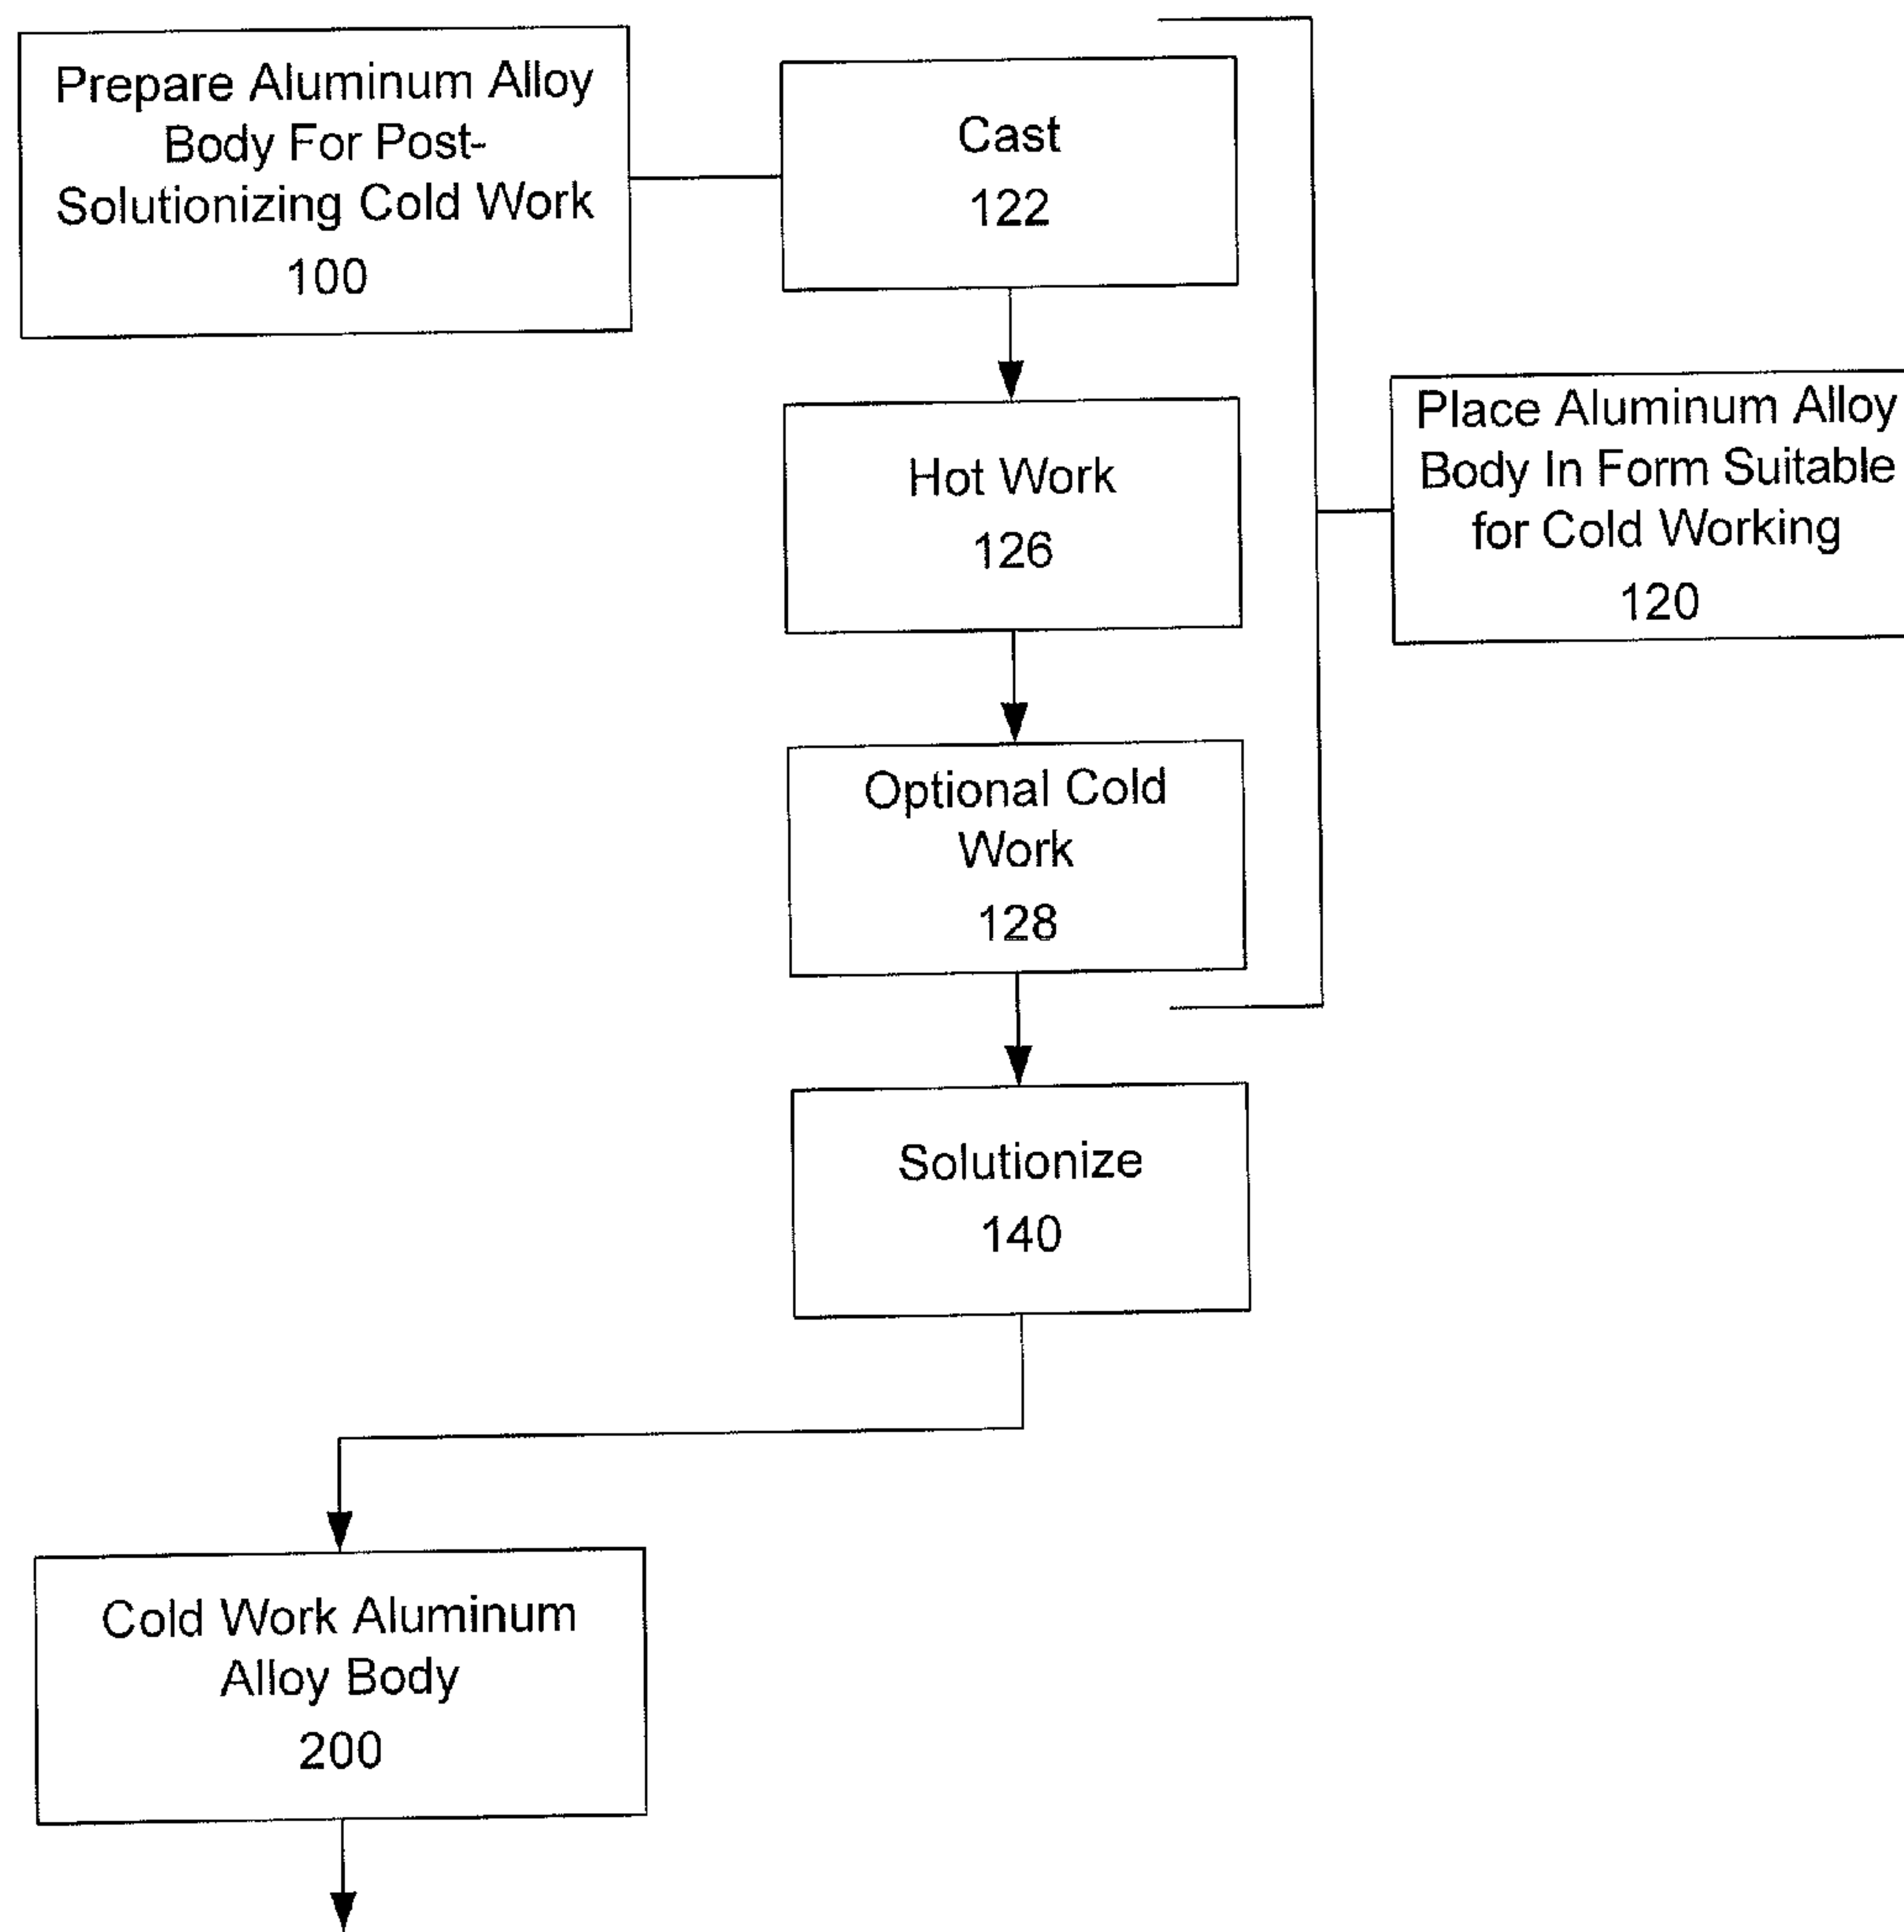 Prepare Aluminum Alloy
Body For Post-
Solutionizing Cold Work
100
Cast
122
Hot Work
126
Place Aluminum Alloy
Body In Form Suitable
for Cold Working
120
Optional Cold
Work
128
Solutionize
140
Cold Work Aluminum
Alloy Body
200